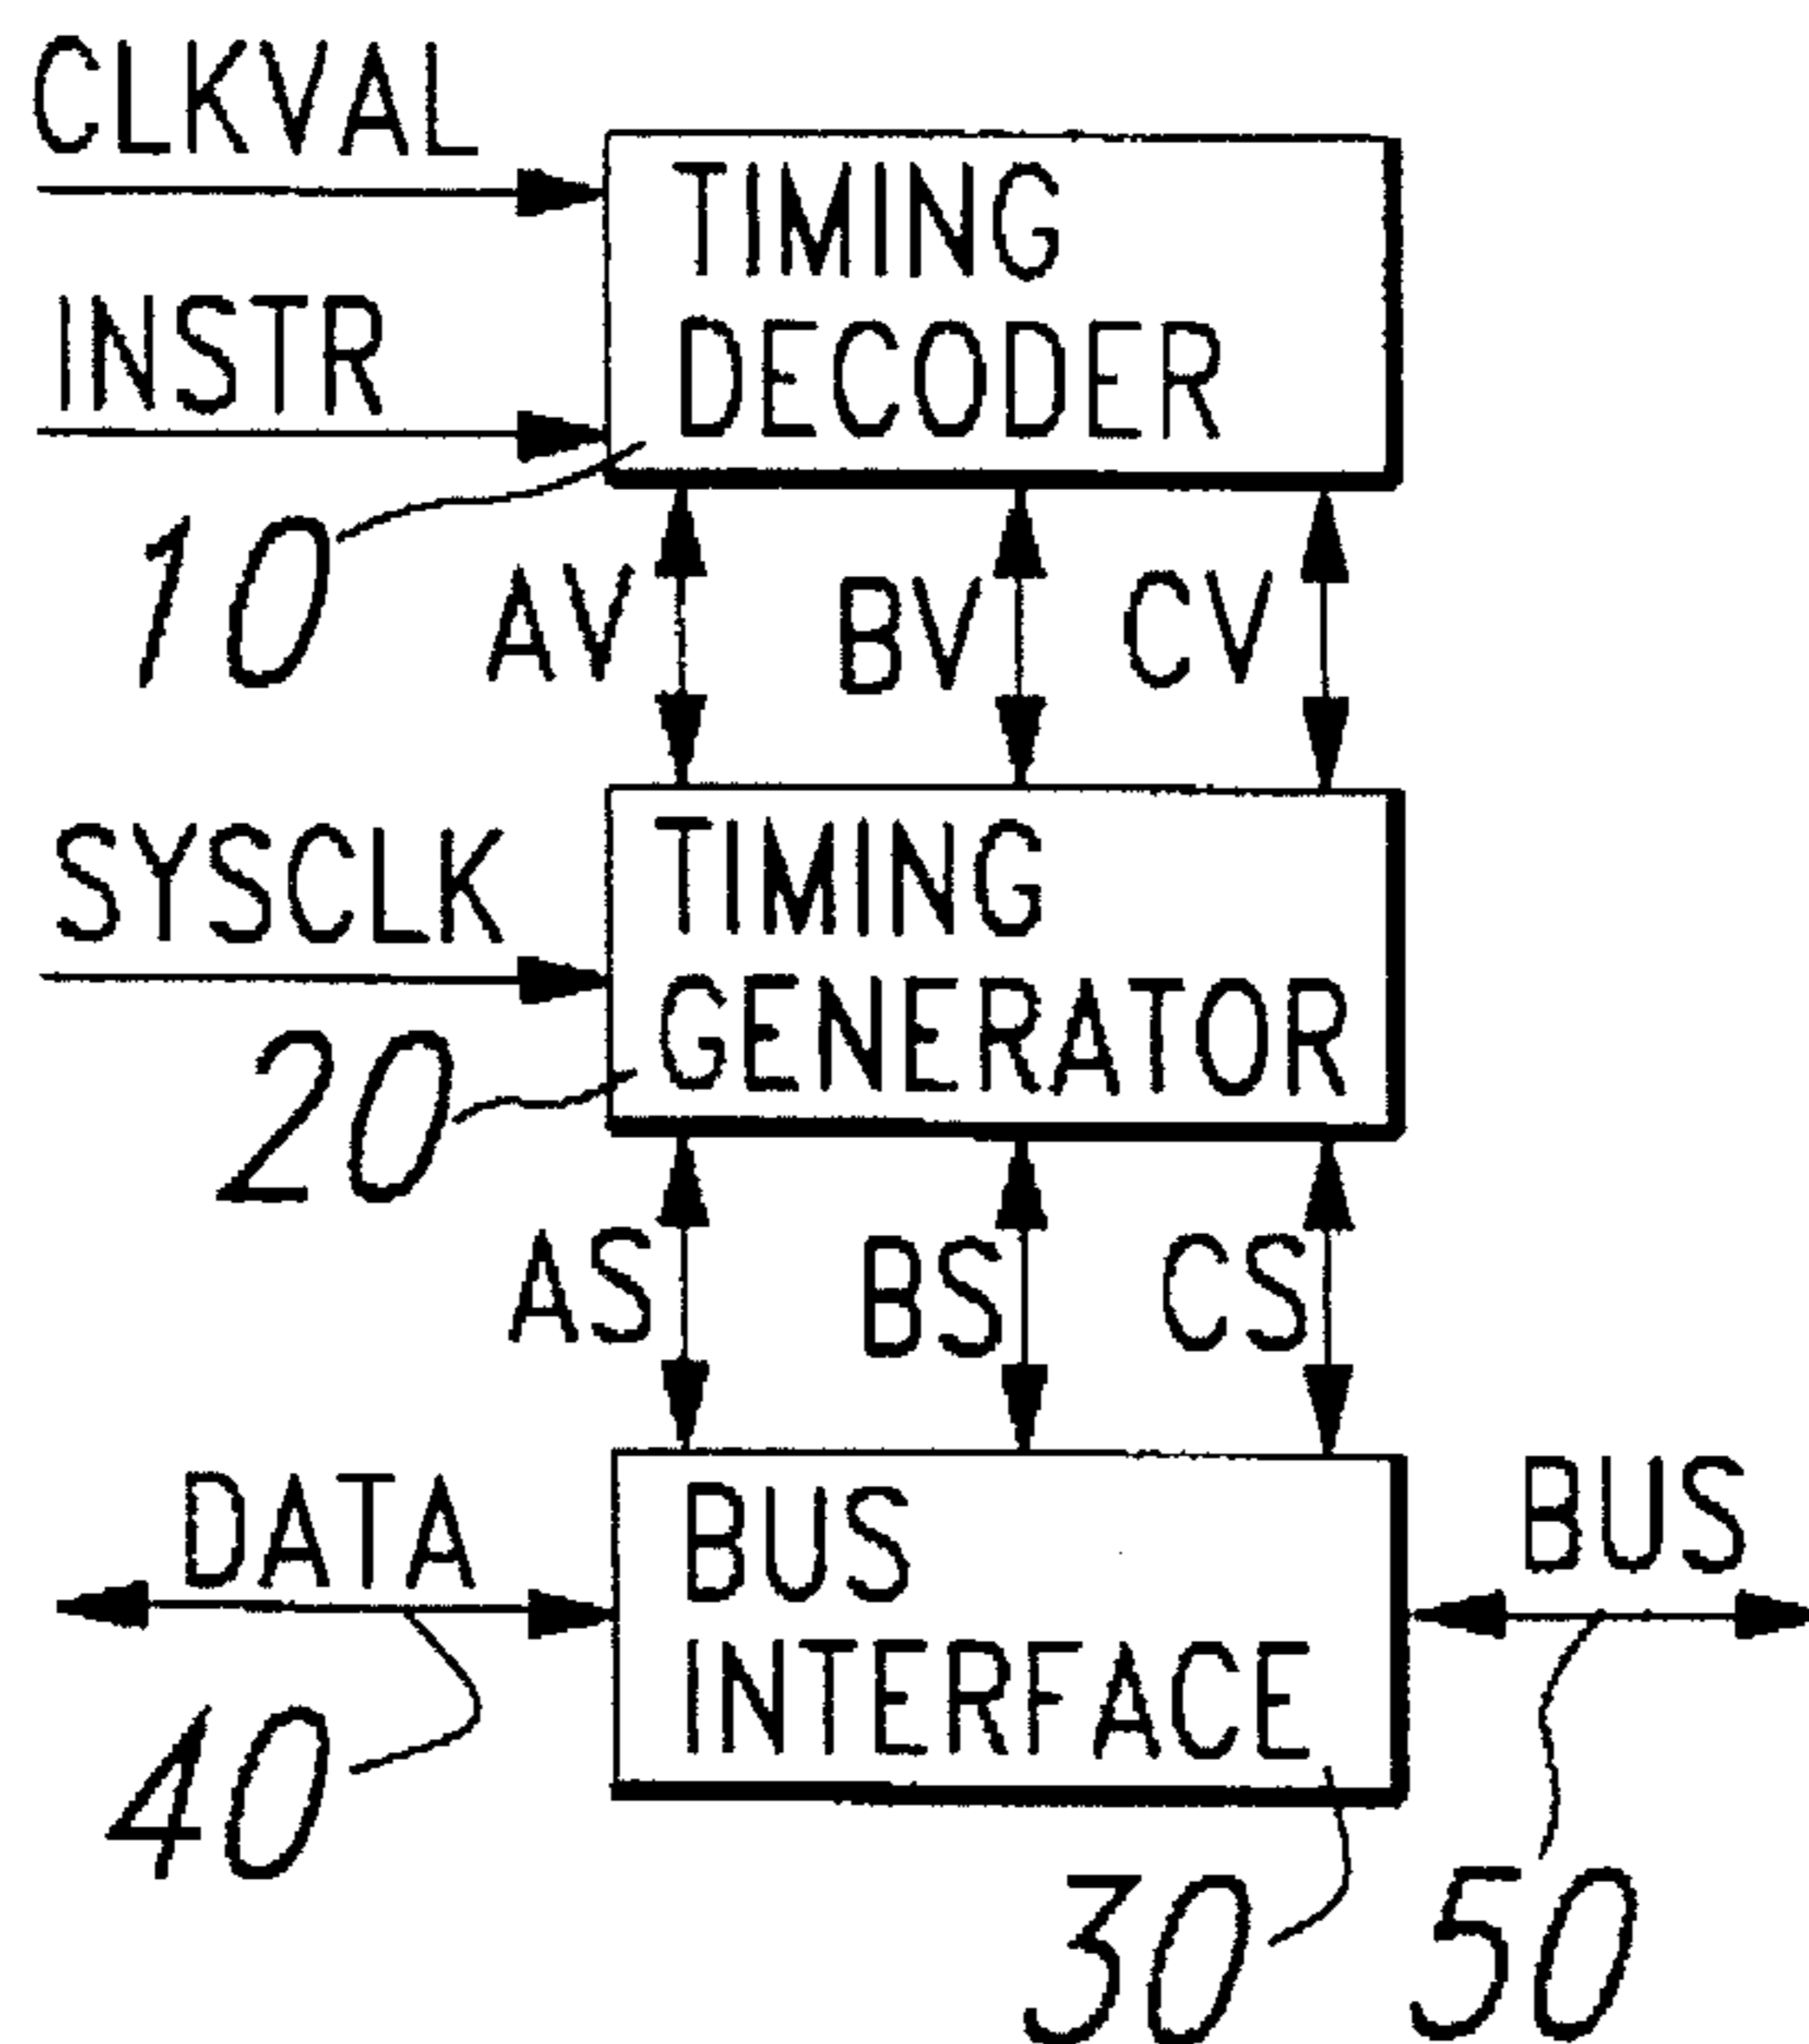 CLKVAL
TIMING
DECODER
INSTR
10
AV
BV
CV
SYSCLK
TIMING
GENERATOR
20
AS
BS
CS
DATA
BUS
INTERFACE
BUS
40
30
50